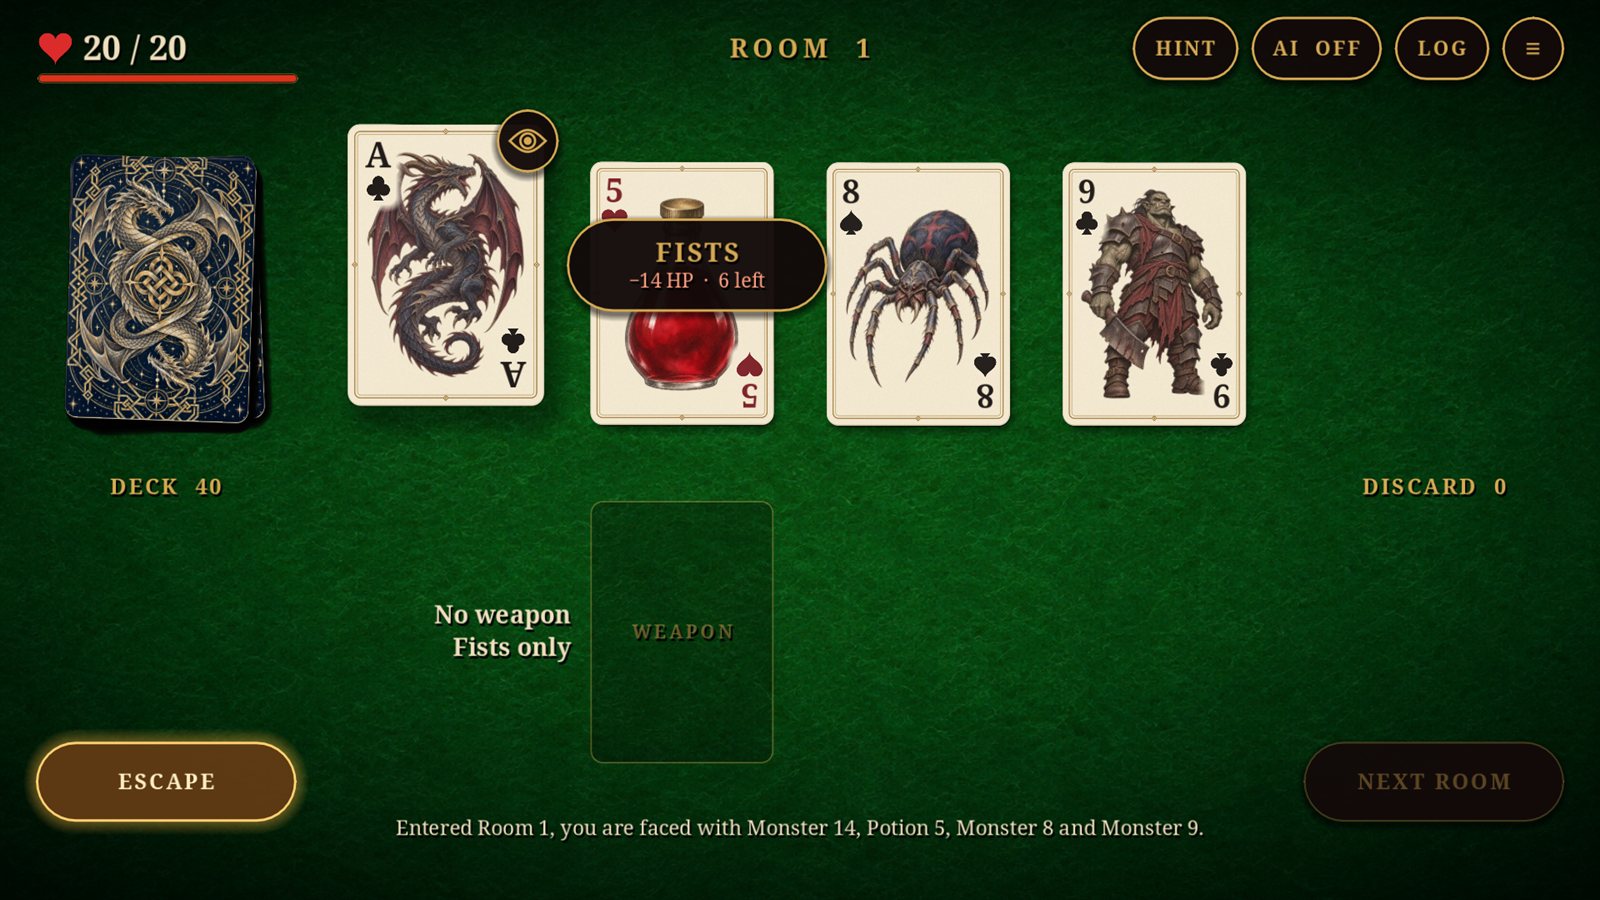 20 / 20
ROOM 1
HINT
AI OFF
LOG
≡
A
A
5
5
FISTS
−14 HP · 6 left
8
8
9
9
DECK 40
DISCARD 0
No weapon
Fists only
WEAPON
ESCAPE
NEXT ROOM
Entered Room 1, you are faced with Monster 14, Potion 5, Monster 8 and Monster 9.